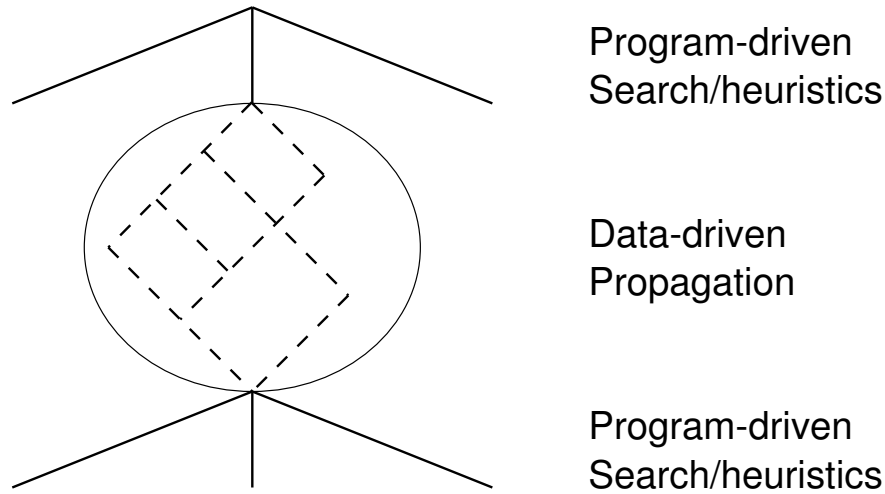 Program-driven
Search/heuristics
Data-driven
Propagation
Program-driven
Search/heuristics